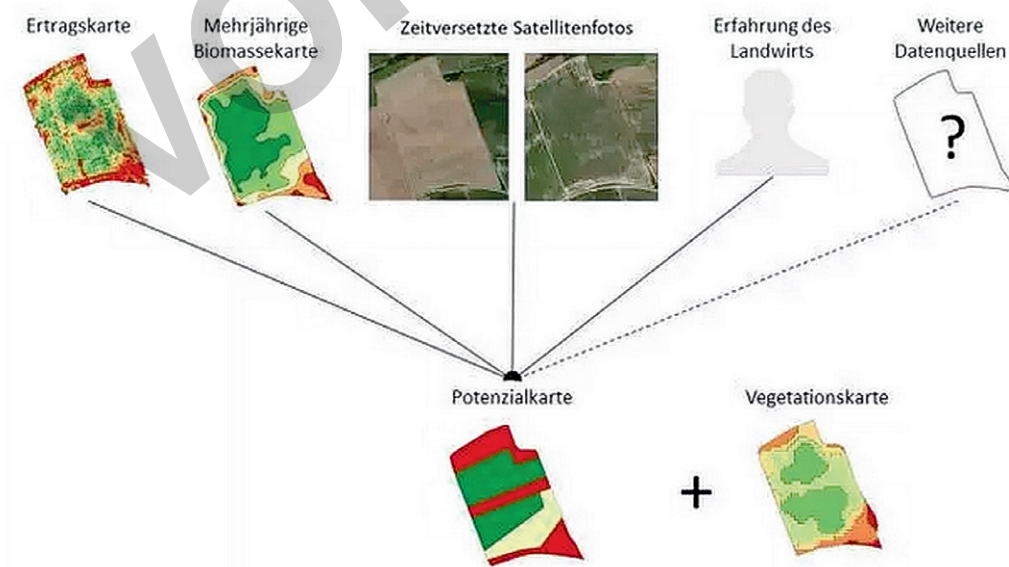 Ertragskarte
Mehrjährige
Biomassekarte
Zeitversetzte Satellitenfotos
Erfahrung des
Landwirts
Weitere
Datenquellen
?
Potenzialkarte
Vegetationskarte
+